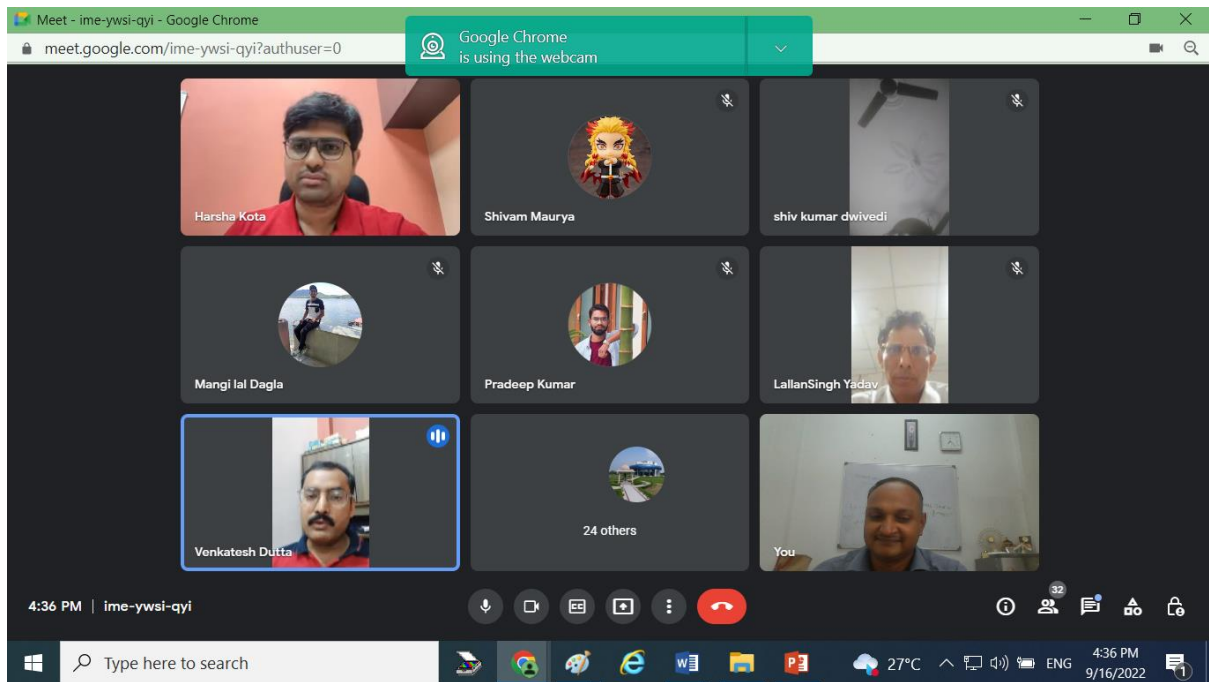 Meet - ime-ywsi-qyi - Google Chrome
meet.google.com/ime-ywsi-qyi?authuser=0
Google Chrome
is using the webcam
Harsha Kota
Shivam Maurya
shiv kumar dwivedi
Mangi lal Dagla
Pradeep Kumar
LallanSingh Yadav
Venkatesh Dutta
24 others
You
4:36 PM | ime-ywsi-qyi
CC
32
Type here to search
27°C
ENG
4:36 PM
9/16/2022
1